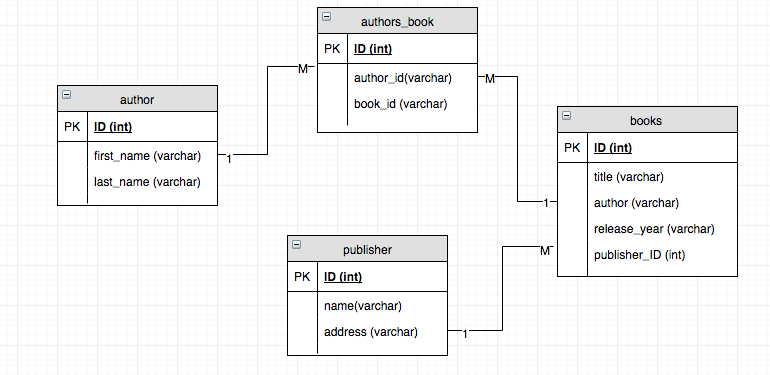 authors_book
PK ID (int)
author_id(varchar)
book_id (varchar)
M
M
author
PK ID (int)
first_name (varchar)
last_name (varchar)
1
books
PK ID (int)
title (varchar)
author (varchar)
release_year (varchar)
publisher_ID (int)
1
M
publisher
PK ID (int)
name(varchar)
address (varchar)
1